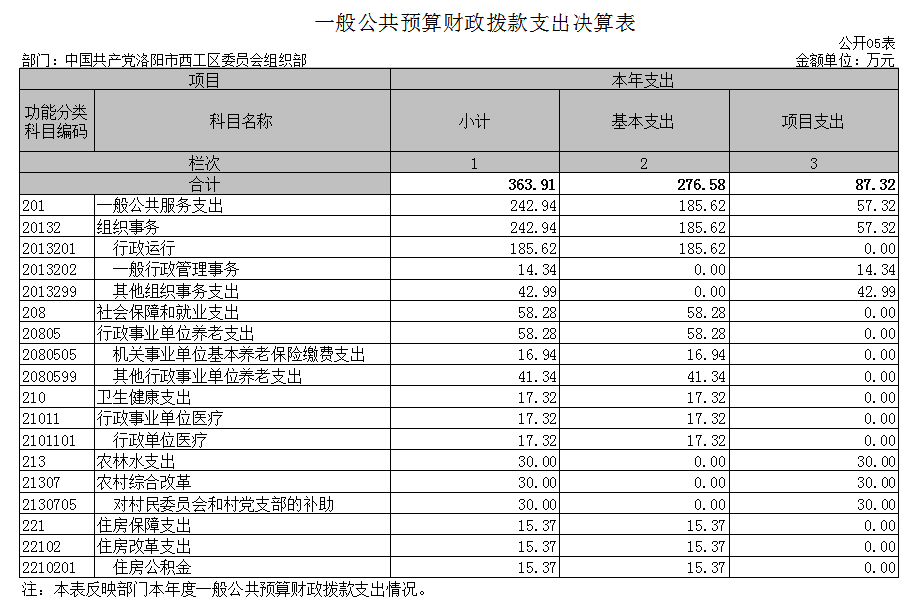 一般公共预算财政拨款支出决算表
公开05表
部门：中国共产党洛阳市西工区委员会组织部 金额单位：万元
项目 本年支出
功能分类科目编码 科目名称 小计 基本支出 项目支出
栏次 1 2 3
合计 363.91 276.58 87.32
201 一般公共服务支出 242.94 185.62 57.32
20132 组织事务 242.94 185.62 57.32
2013201 行政运行 185.62 185.62 0.00
2013202 一般行政管理事务 14.34 0.00 14.34
2013299 其他组织事务支出 42.99 0.00 42.99
208 社会保障和就业支出 58.28 58.28 0.00
20805 行政事业单位养老支出 58.28 58.28 0.00
2080505 机关事业单位基本养老保险缴费支出 16.94 16.94 0.00
2080599 其他行政事业单位养老支出 41.34 41.34 0.00
210 卫生健康支出 17.32 17.32 0.00
21011 行政事业单位医疗 17.32 17.32 0.00
2101101 行政单位医疗 17.32 17.32 0.00
213 农林水支出 30.00 0.00 30.00
21307 农村综合改革 30.00 0.00 30.00
2130705 对村民委员会和村党支部的补助 30.00 0.00 30.00
221 住房保障支出 15.37 15.37 0.00
22102 住房改革支出 15.37 15.37 0.00
2210201 住房公积金 15.37 15.37 0.00
注：本表反映部门本年度一般公共预算财政拨款支出情况。